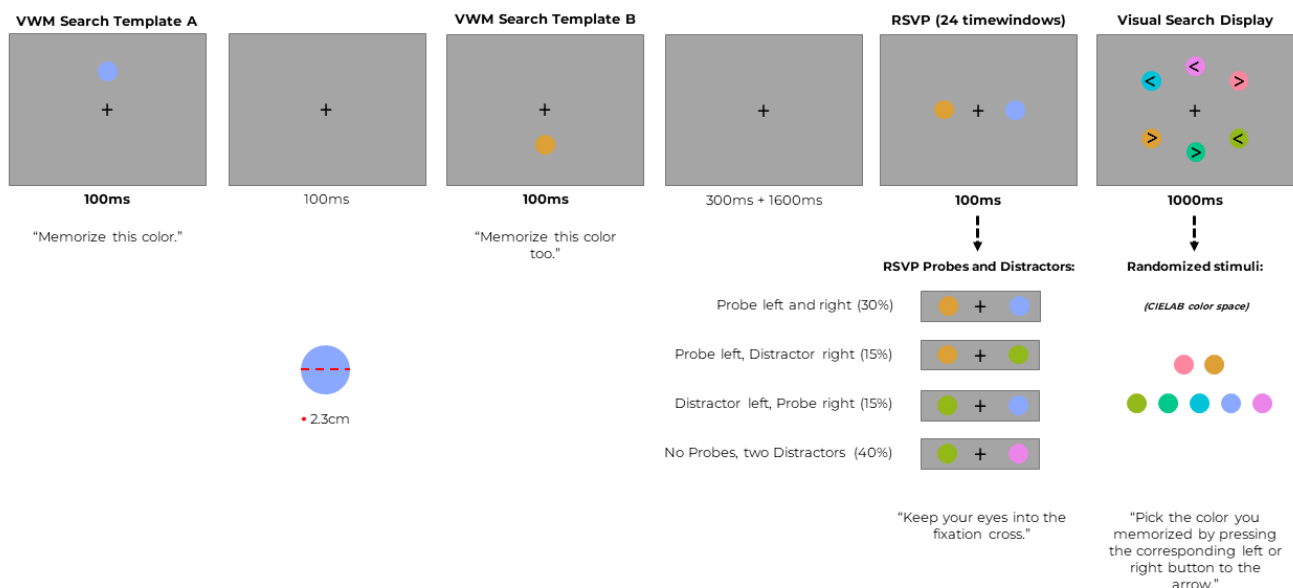 VWM Search Template A
VWM Search Template B
RSVP (24 timewindows)
Visual Search Display
+
+
+
+
+
<
<
>
+
>
>
<
100ms
100ms
100ms
300ms + 1600ms
100ms
1000ms
“Memorize this color.”
“Memorize this color
too.”
RSVP Probes and Distractors:
Randomized stimuli:
Probe left and right (30%)
+
(CIELAB color space)
Probe left, Distractor right (15%)
+
Distractor left, Probe right (15%)
+
No Probes, two Distractors (40%)
+
• 2.3cm
“Keep your eyes into the
fixation cross.”
“Pick the color you
memorized by pressing
the corresponding left or
right button to the
arrow.”